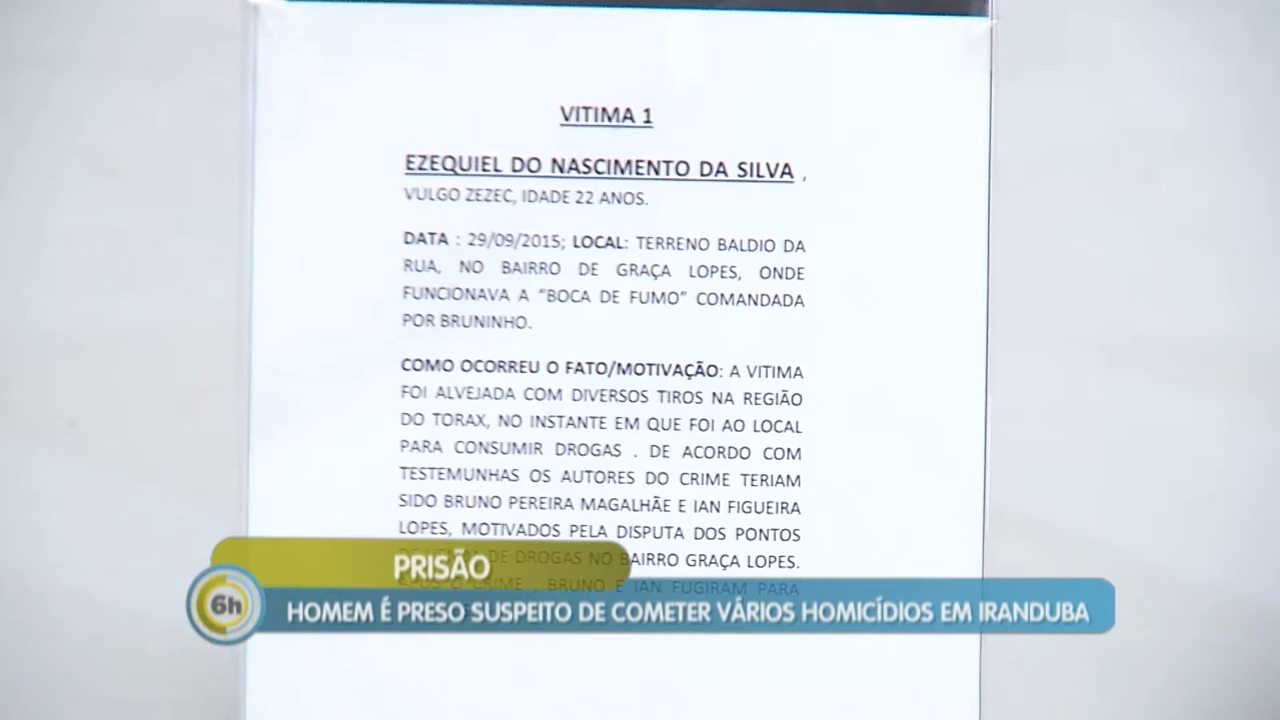 VITIMA 1
EZEQUIEL DO NASCIMENTO DA SILVA ,
VULGO ZEZEC, IDADE 22 ANOS.
DATA : 29/09/2015; LOCAL: TERRENO BALDIO DA
RUA, NO BAIRRO DE GRAÇA LOPES, ONDE
FUNCIONAVA A “BOCA DE FUMO” COMANDADA
POR BRUNINHO.
COMO OCORREU O FATO/MOTIVAÇÃO: A VITIMA
FOI ALVEJADA COM DIVERSOS TIROS NA REGIÃO
DO TORAX, NO INSTANTE EM QUE FOI AO LOCAL
PARA CONSUMIR DROGAS . DE ACORDO COM
TESTEMUNHAS OS AUTORES DO CRIME TERIAM
SIDO BRUNO PEREIRA MAGALHÃE E IAN FIGUEIRA
LOPES, MOTIVADOS PELA DISPUTA DOS PONTOS
DE DROGAS NO BAIRRO GRAÇA LOPES.
CRIME , BRUNO E IAN FUGIRAM PARA
PRISÃO
6h
HOMEM É PRESO SUSPEITO DE COMETER VÁRIOS HOMICÍDIOS EM IRANDUBA